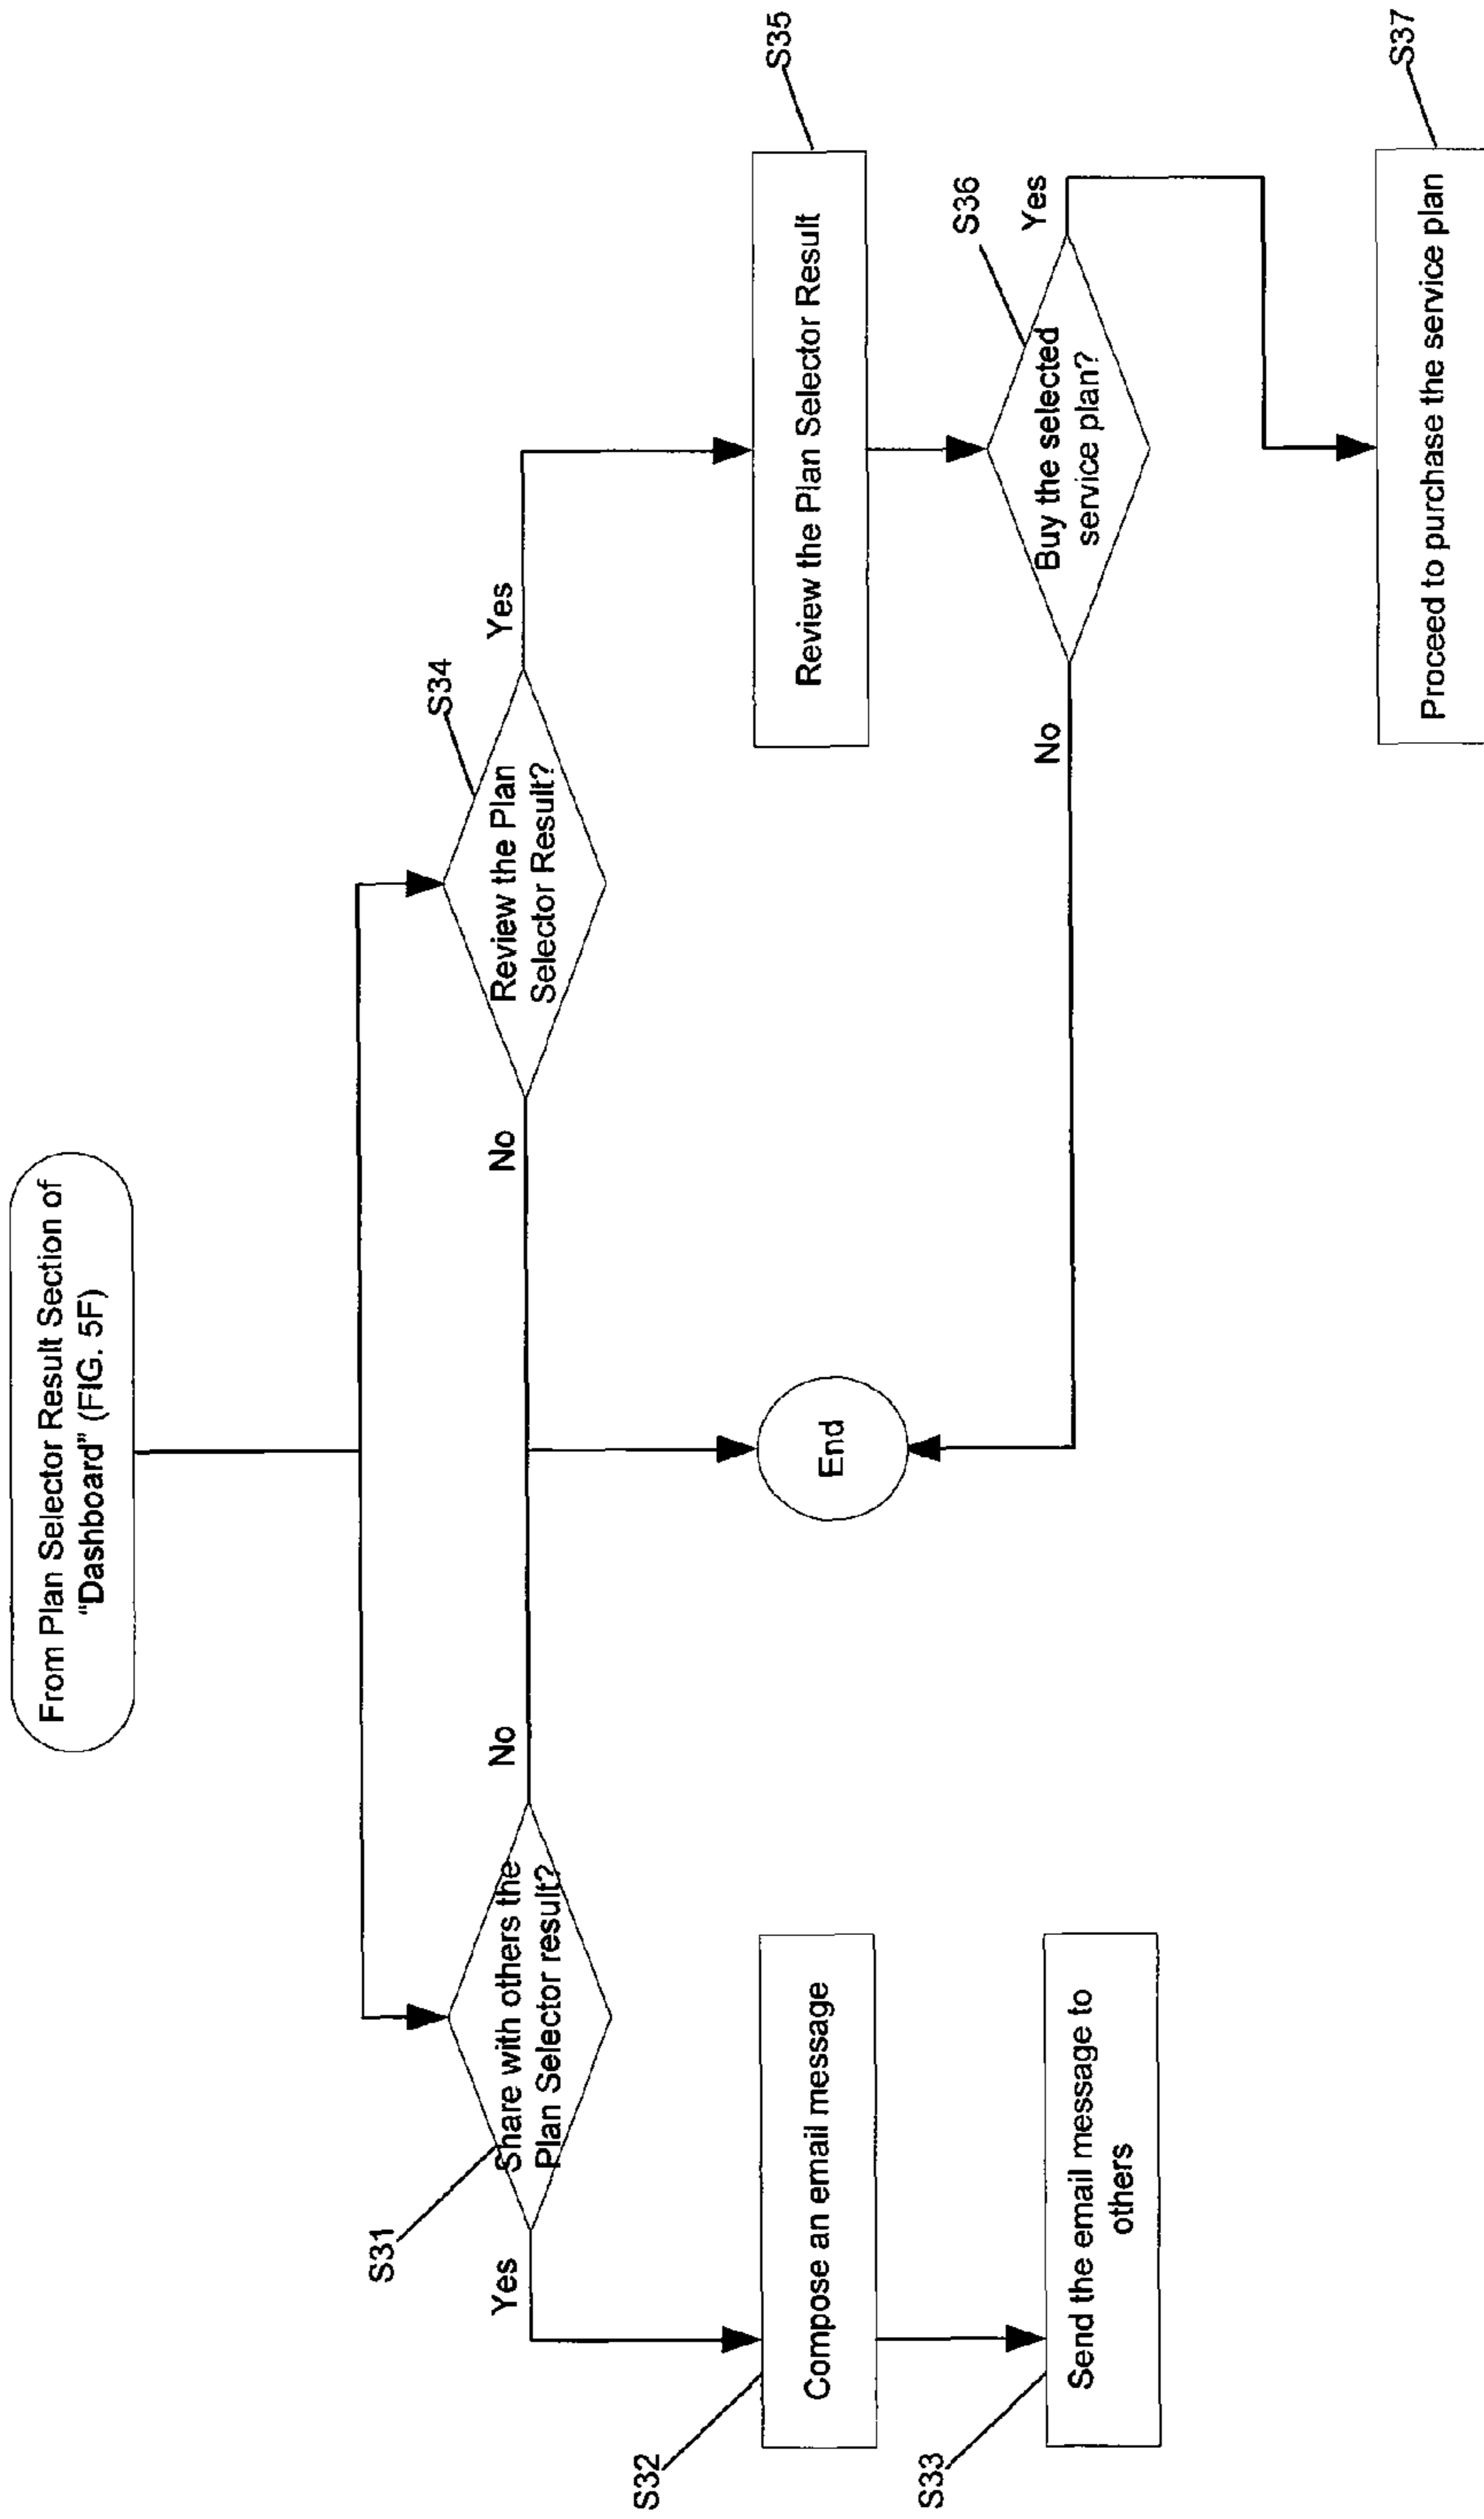 From Plan Selector Result Section of
"Dashboard" (FIG. 5F)
S31
Share with others the
Plan Selector result?
Yes
No
S34
Review the Plan
Selector Result?
No
Yes
S32
Compose an email message
End
Review the Plan Selector Result
S35
S33
Send the email message to
others
S36
Buy the selected
service plan?
No
Yes
Proceed to purchase the service plan
S37